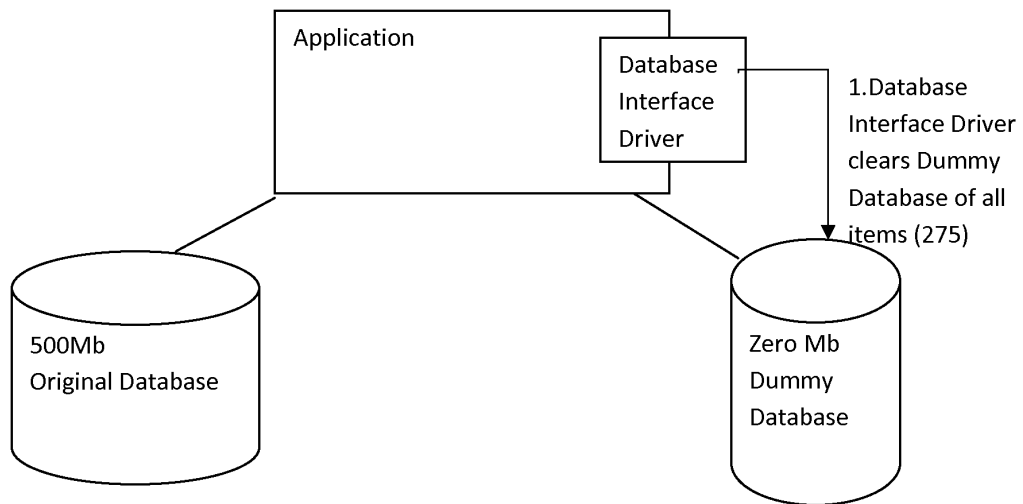 Application
Database
Interface
Driver
1.Database
Interface Driver
clears Dummy
Database of all
items (275)
500Mb
Original Database
Zero Mb
Dummy
Database